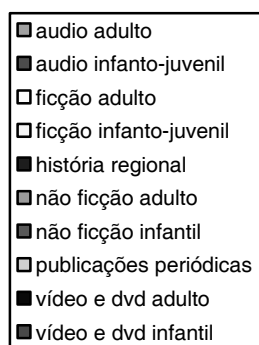 audio adulto
audio infanto-juvenil
ficção adulto
ficção infanto-juvenil
história regional
não ficção adulto
não ficção infantil
publicações periódicas
vídeo e dvd adulto
vídeo e dvd infantil